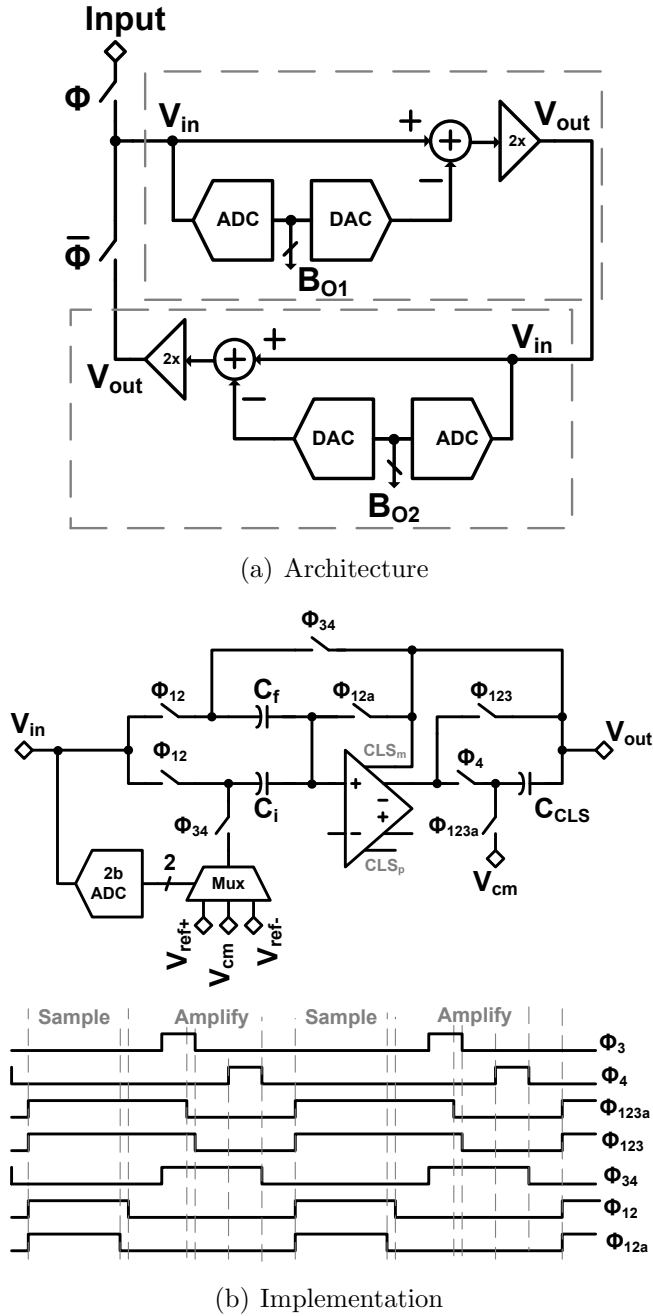 Input
Φ
V_in
+
+
2x
V_out
−
ADC
DAC
B_O1
Φ̅
V_out
2x
+
+
V_in
−
DAC
ADC
B_O2
(a) Architecture
Φ_34
Φ_12
C_f
Φ_12a
Φ_123
V_in
CLS_m
V_out
Φ_12
C_i
+
−
Φ_4
C_CLS
Φ_34
−
+
Φ_123a
2b
ADC
2
Mux
CLS_p
V_cm
V_ref+
V_cm
V_ref-
Sample
Amplify
Sample
Amplify
Φ_3
Φ_4
Φ_123a
Φ_123
Φ_34
Φ_12
Φ_12a
(b) Implementation